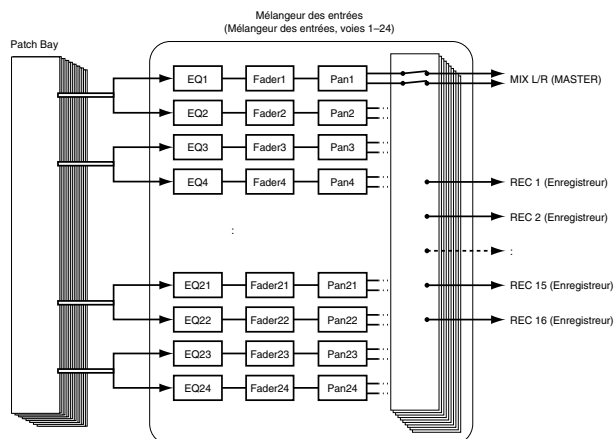 Mélangeur des entrées
(Mélangeur des entrées, voies 1–24)
Patch Bay
EQ1 Fader1 Pan1
MIX L/R (MASTER)
EQ2 Fader2 Pan2
EQ3 Fader3 Pan3
EQ4 Fader4 Pan4
REC 1 (Enregistreur)
REC 2 (Enregistreur)
:
:
EQ21 Fader21 Pan21
REC 15 (Enregistreur)
EQ22 Fader22 Pan22
REC 16 (Enregistreur)
EQ23 Fader23 Pan23
EQ24 Fader24 Pan24